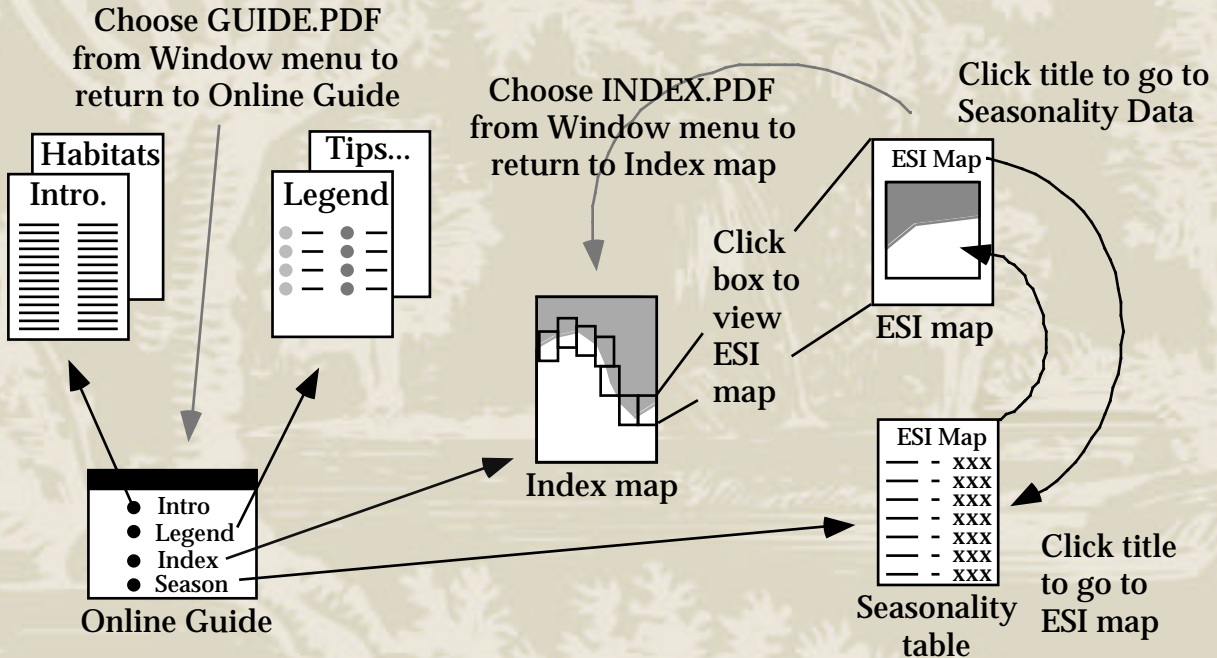 Choose GUIDE.PDF
from Window menu to
return to Online Guide
Habitats
Intro.
Tips...
Legend
Choose INDEX.PDF
from Window menu to
return to Index map
Click title to go to
Seasonality Data
ESI Map
ESI map
Click
box to
view
ESI
map
Index map
Intro
Legend
Index
Season
Online Guide
ESI Map
- xxx
- xxx
- xxx
- xxx
- xxx
- xxx
- xxx
Seasonality
table
Click title
to go to
ESI map